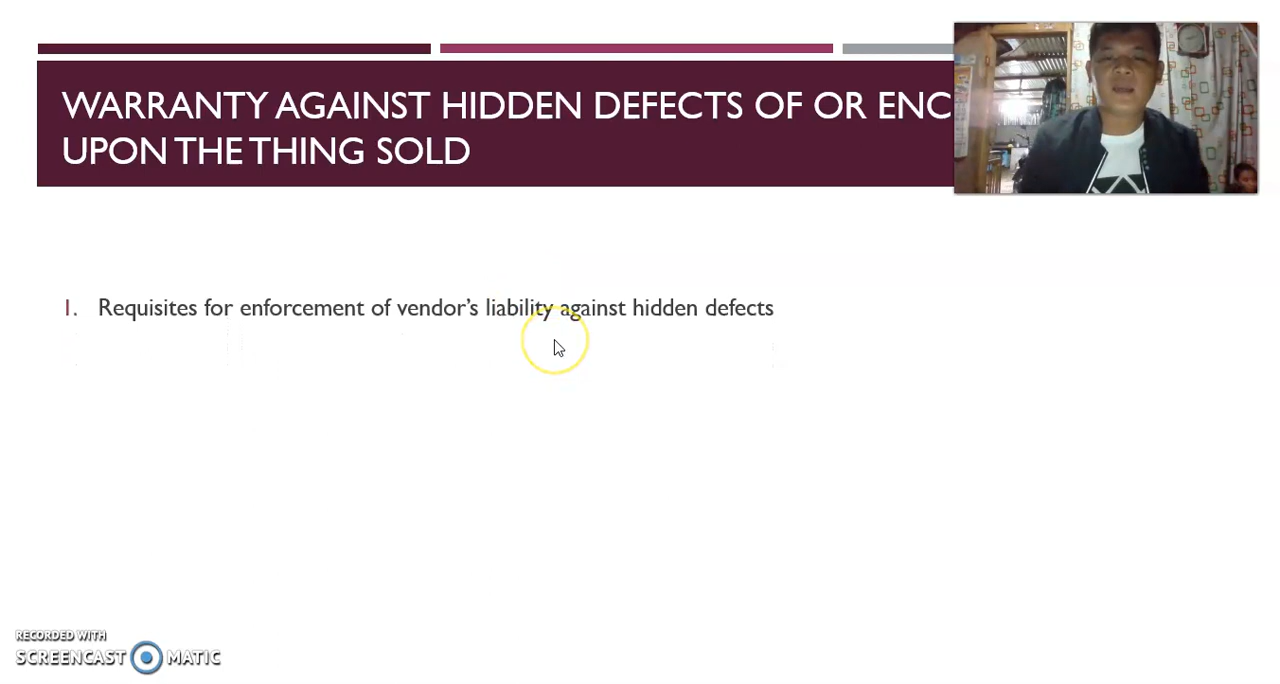 WARRANTY AGAINST HIDDEN DEFECTS OF OR ENC
UPON THE THING SOLD
1. Requisites for enforcement of vendor's liability against hidden defects
RECORDED WITH
SCREENCAST MATIC